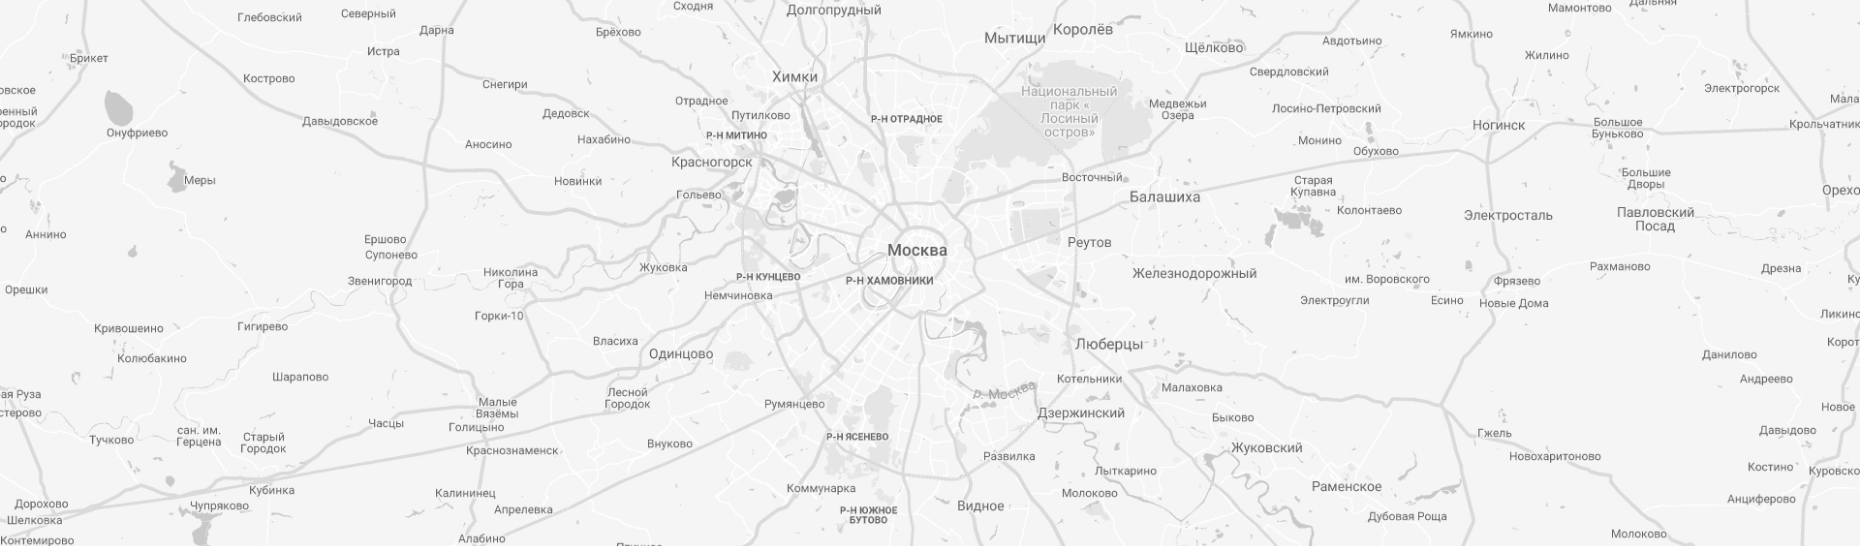 Сходня
Долгопрудный
Мамонтово
Дальняя
Глебовский
Северный
Дарна
Брёхово
Мытищи
Королёв
Ямкино
Авдотьино
Щёлково
Истра
Жилино
Брикет
Химки
Свердловский
Кострово
Снегири
Электрогорск
Национальный
парк «
Лосиный
остров»
Отрадное
Медвежьи
Озера
Лосино-Петровский
Дедовск
Путилково
Р-Н ОТРАДНОЕ
Давыдовское
Ногинск
Большое
Буньково
Крольчатник
Онуфриево
Р-Н МИТИНО
Нахабино
Монино
Аносино
Обухово
Красногорск
Восточный
Большие
Дворы
Меры
Новинки
Старая
Купавна
Гольево
Балашиха
Колонтаево
Электросталь
Павловский
Посад
Аннино
Ершово
Супонево
Москва
Реутов
Жуковка
Рахманово
Дрезна
Николина
Гора
Звенигород
Р-Н КУНЦЕВО
Р-Н ХАМОВНИКИ
Железнодорожный
им. Воровского
Фрязево
Орешки
Немчиновка
Электроугли
Есино
Новые Дома
Горки-10
Кривошеино
Гигирево
Власиха
Люберцы
Колюбакино
Одинцово
Данилово
Шарапово
Котельники
Андреево
Малаховка
р. Москва
Лесной
Городок
Малые
Вязёмы
Румянцево
Новое
Дзержинский
Быково
Часцы
Голицыно
сан. им.
Герцена
Старый
Городок
Тучково
Р-Н ЯСЕНЕВО
Гжель
Давыдово
Внуково
Краснознаменск
Жуковский
Развилка
Новохаритоново
Лыткарино
Костино
Куровско
Кубинка
Калининец
Коммунарка
Молоково
Раменское
Анциферово
Дорохово
Чупряково
Апрелевка
Р-Н ЮЖНОЕ
БУТОВО
Видное
Дубовая Роща
Шелковка
Контемирово
Алабино
Молоково